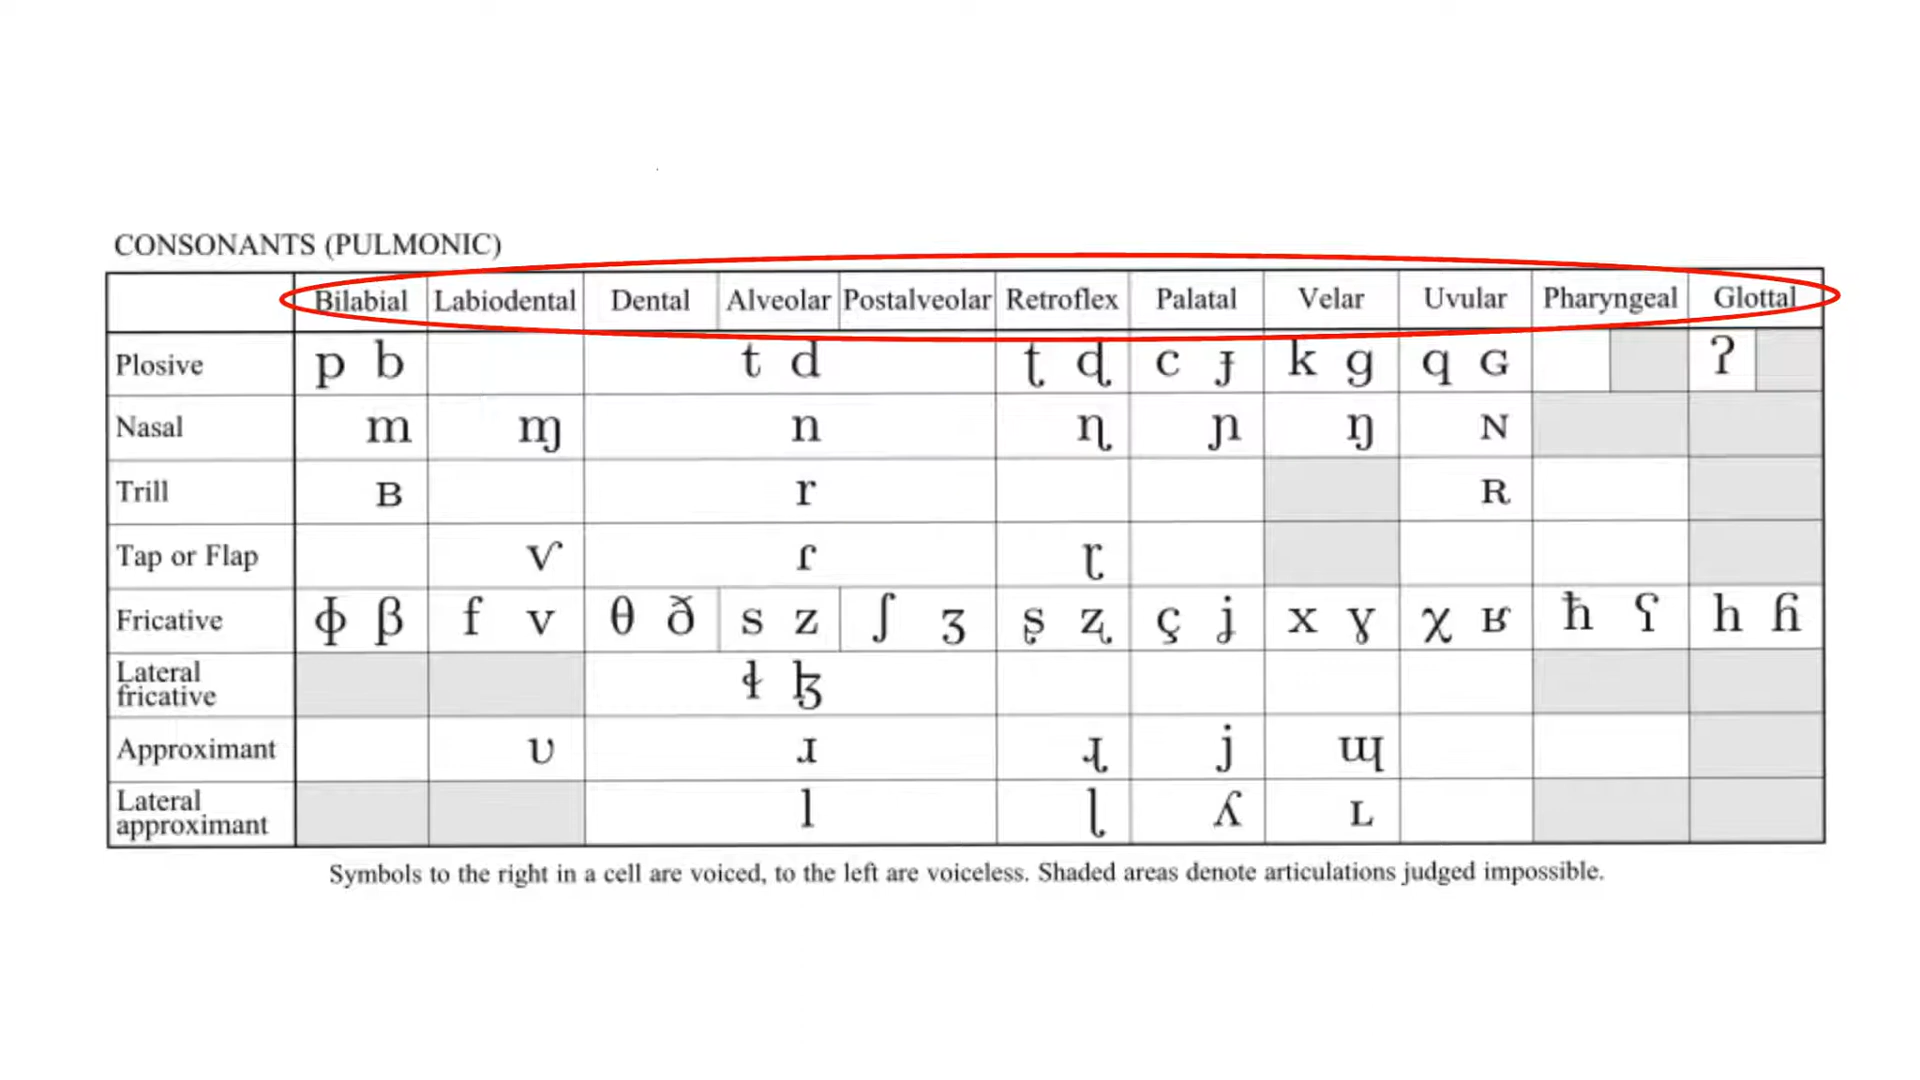 CONSONANTS (PULMONIC)
Bilabial Labiodental Dental Alveolar Postalveolar Retroflex Palatal Velar Uvular Pharyngeal Glottal
Plosive p b t d ʈ ɖ c ɟ k ɡ q ɢ ʔ
Nasal m ɱ n ɳ ɲ ŋ ɴ
Trill ʙ r ʀ
Tap or Flap ⱱ ɾ ɽ
Fricative ɸ β f v θ ð s z ʃ ʒ ʂ ʐ ç ʝ x ɣ χ ʁ ħ ʕ h ɦ
Lateral
fricative ɬ ɮ
Approximant ʋ ɹ ɻ j ɰ
Lateral
approximant l ɭ ʎ ʟ
Symbols to the right in a cell are voiced, to the left are voiceless. Shaded areas denote articulations judged impossible.